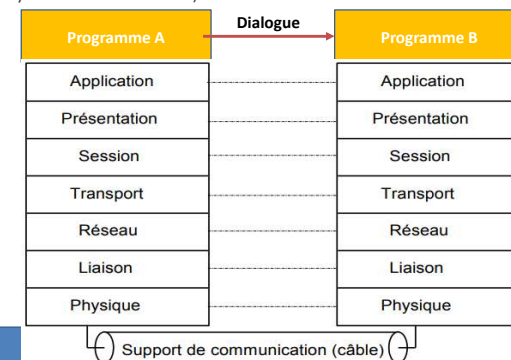 Dialogue
Programme A Programme B
Application Application
Présentation Présentation
Session Session
Transport Transport
Réseau Réseau
Liaison Liaison
Physique Physique
Support de communication (câble)